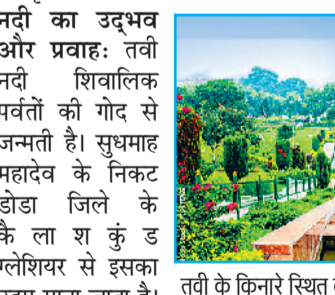 नदी का उद्भव
और प्रवाहः तवी
नदी शिवालिक
पर्वतों की गोद से
जन्मती है। सुधमाह
महादेव के निकट
डोडा जिले के
कै ला श कुं ड
ग्लेशियर से इसका
तवी के किनारे स्थित